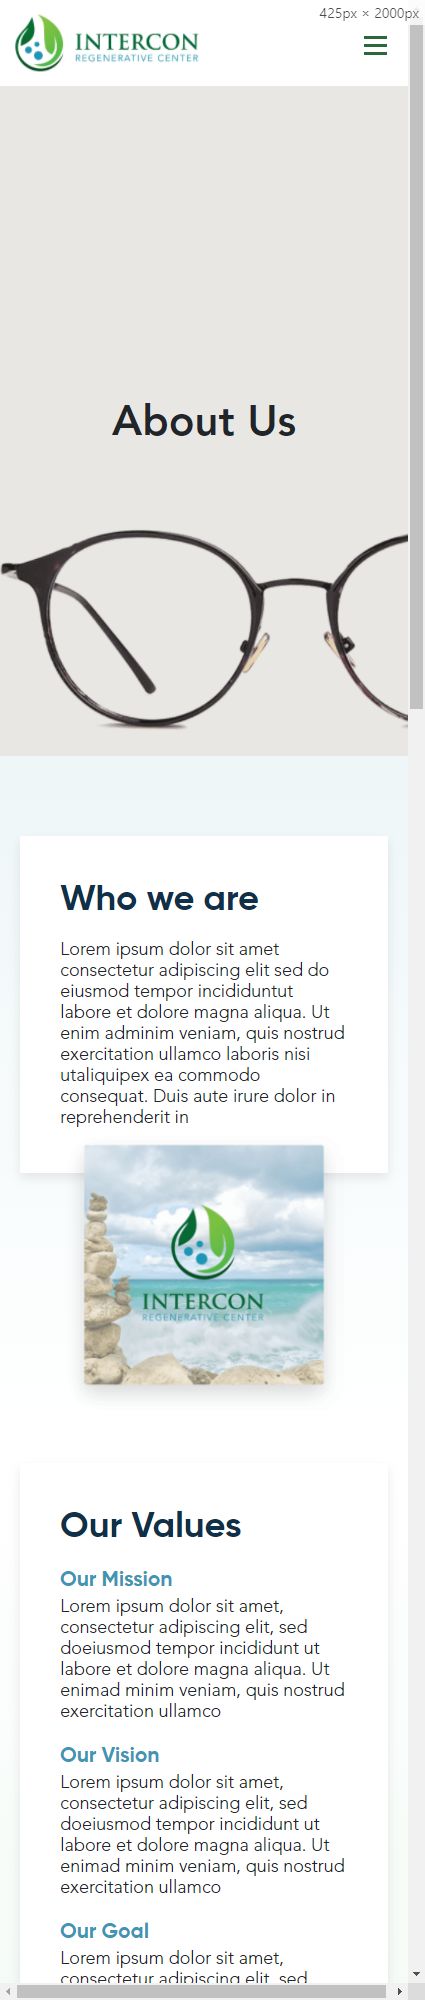 425px × 2000px
INTERCON
REGENERATIVE CENTER
About Us
Who we are
Lorem ipsum dolor sit amet
consectetur adipiscing elit sed do
eiusmod tempor incididuntut
labore et dolore magna aliqua. Ut
enim adminim veniam, quis nostrud
exercitation ullamco laboris nisi
utaliquipex ea commodo
consequat. Duis aute irure dolor in
reprehenderit in
INTERCON
REGENERATIVE CENTER
Our Values
Our Mission
Lorem ipsum dolor sit amet,
consectetur adipiscing elit, sed
doeiusmod tempor incididunt ut
labore et dolore magna aliqua. Ut
enimad minim veniam, quis nostrud
exercitation ullamco
Our Vision
Lorem ipsum dolor sit amet,
consectetur adipiscing elit, sed
doeiusmod tempor incididunt ut
labore et dolore magna aliqua. Ut
enimad minim veniam, quis nostrud
exercitation ullamco
Our Goal
Lorem ipsum dolor sit amet,
consectetur adipiscing elit, sed